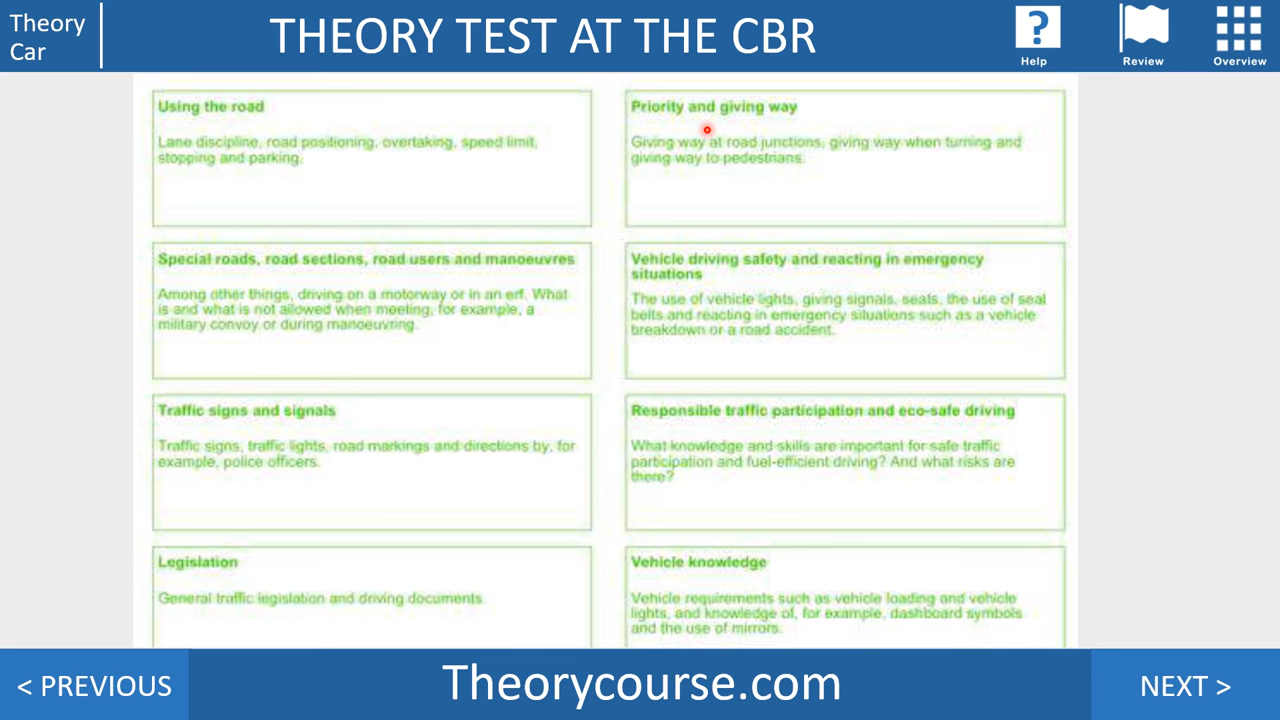 Theory
Car
THEORY TEST AT THE CBR
?
Help
Review
Overview
Using the road
Lane discipline, road positioning, overtaking, speed limit,
stopping and parking.
Priority and giving way
Giving way at road junctions, giving way when turning and
giving way to pedestrians.
Special roads, road sections, road users and manoeuvres
Among other things, driving on a motorway or in an erf. What
is and what is not allowed when meeting, for example, a
military convoy or during manoeuvring.
Vehicle driving safety and reacting in emergency
situations
The use of vehicle lights, giving signals, seats, the use of seat
belts and reacting in emergency situations such as a vehicle
breakdown or a road accident.
Traffic signs and signals
Traffic signs, traffic lights, road markings and directions by, for
example, police officers.
Responsible traffic participation and eco-safe driving
What knowledge and skills are important for safe traffic
participation and fuel-efficient driving? And what risks are
there?
Legislation
General traffic legislation and driving documents.
Vehicle knowledge
Vehicle requirements such as vehicle loading and vehicle
lights, and knowledge of, for example, dashboard symbols
and the use of mirrors.
< PREVIOUS
Theorycourse.com
NEXT >